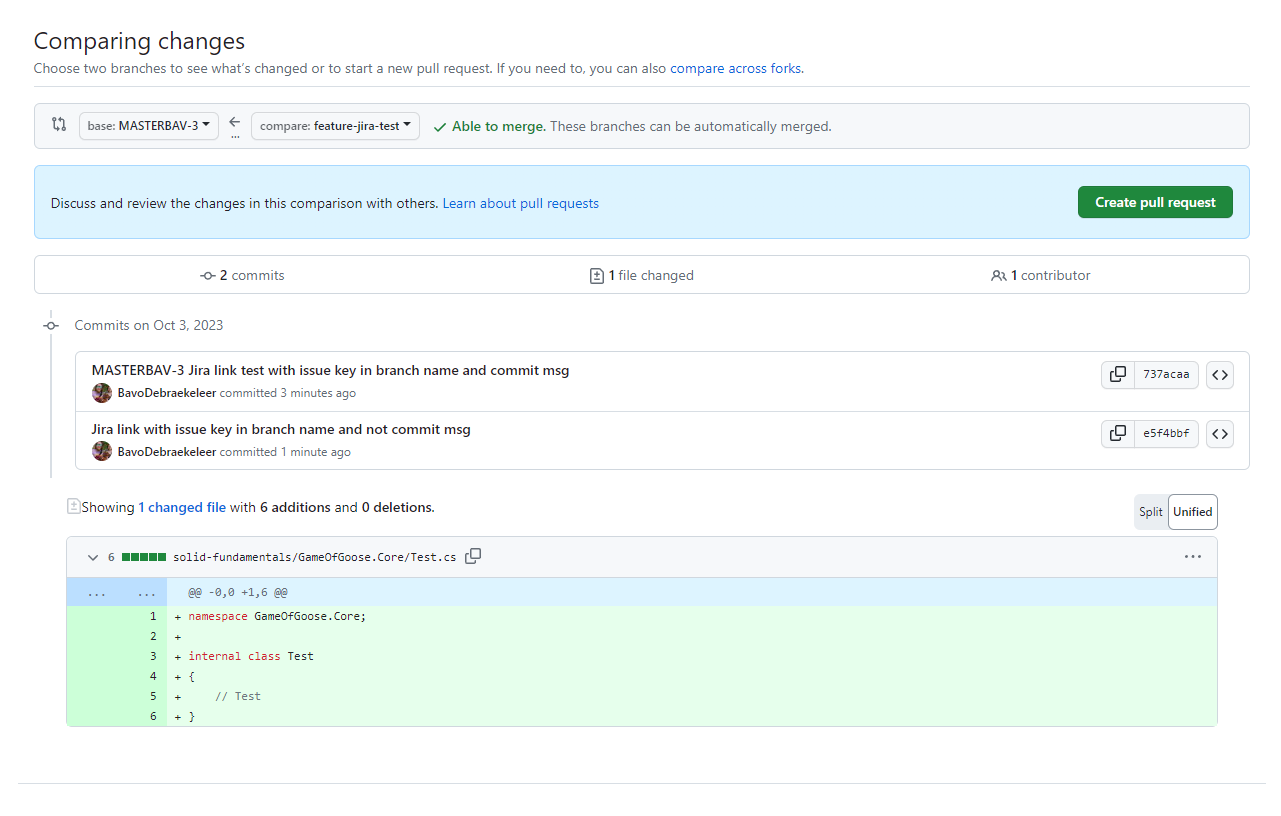 Comparing changes
Choose two branches to see what's changed or to start a new pull request. If you need to, you can also compare across forks.
base: MASTERBAV-3 ... compare: feature-jira-test Able to merge. These branches can be automatically merged.
Discuss and review the changes in this comparison with others. Learn about pull requests Create pull request
2 commits 1 file changed 1 contributor
Commits on Oct 3, 2023
MASTERBAV-3 Jira link test with issue key in branch name and commit msg 737acaa
BavoDebraekeleer committed 3 minutes ago
Jira link with issue key in branch name and not commit msg e5f4bbf
BavoDebraekeleer committed 1 minute ago
Showing 1 changed file with 6 additions and 0 deletions. Split Unified
6 solid-fundamentals/GameOfGoose.Core/Test.cs ...
... ... @@ -0,0 +1,6 @@
1 + namespace GameOfGoose.Core;
2 +
3 + internal class Test
4 + {
5 + // Test
6 + }